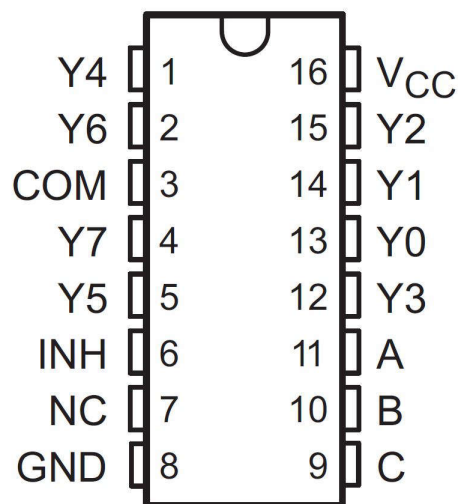 Y4 1 16 VCC
Y6 2 15 Y2
COM 3 14 Y1
Y7 4 13 Y0
Y5 5 12 Y3
INH 6 11 A
NC 7 10 B
GND 8 9 C